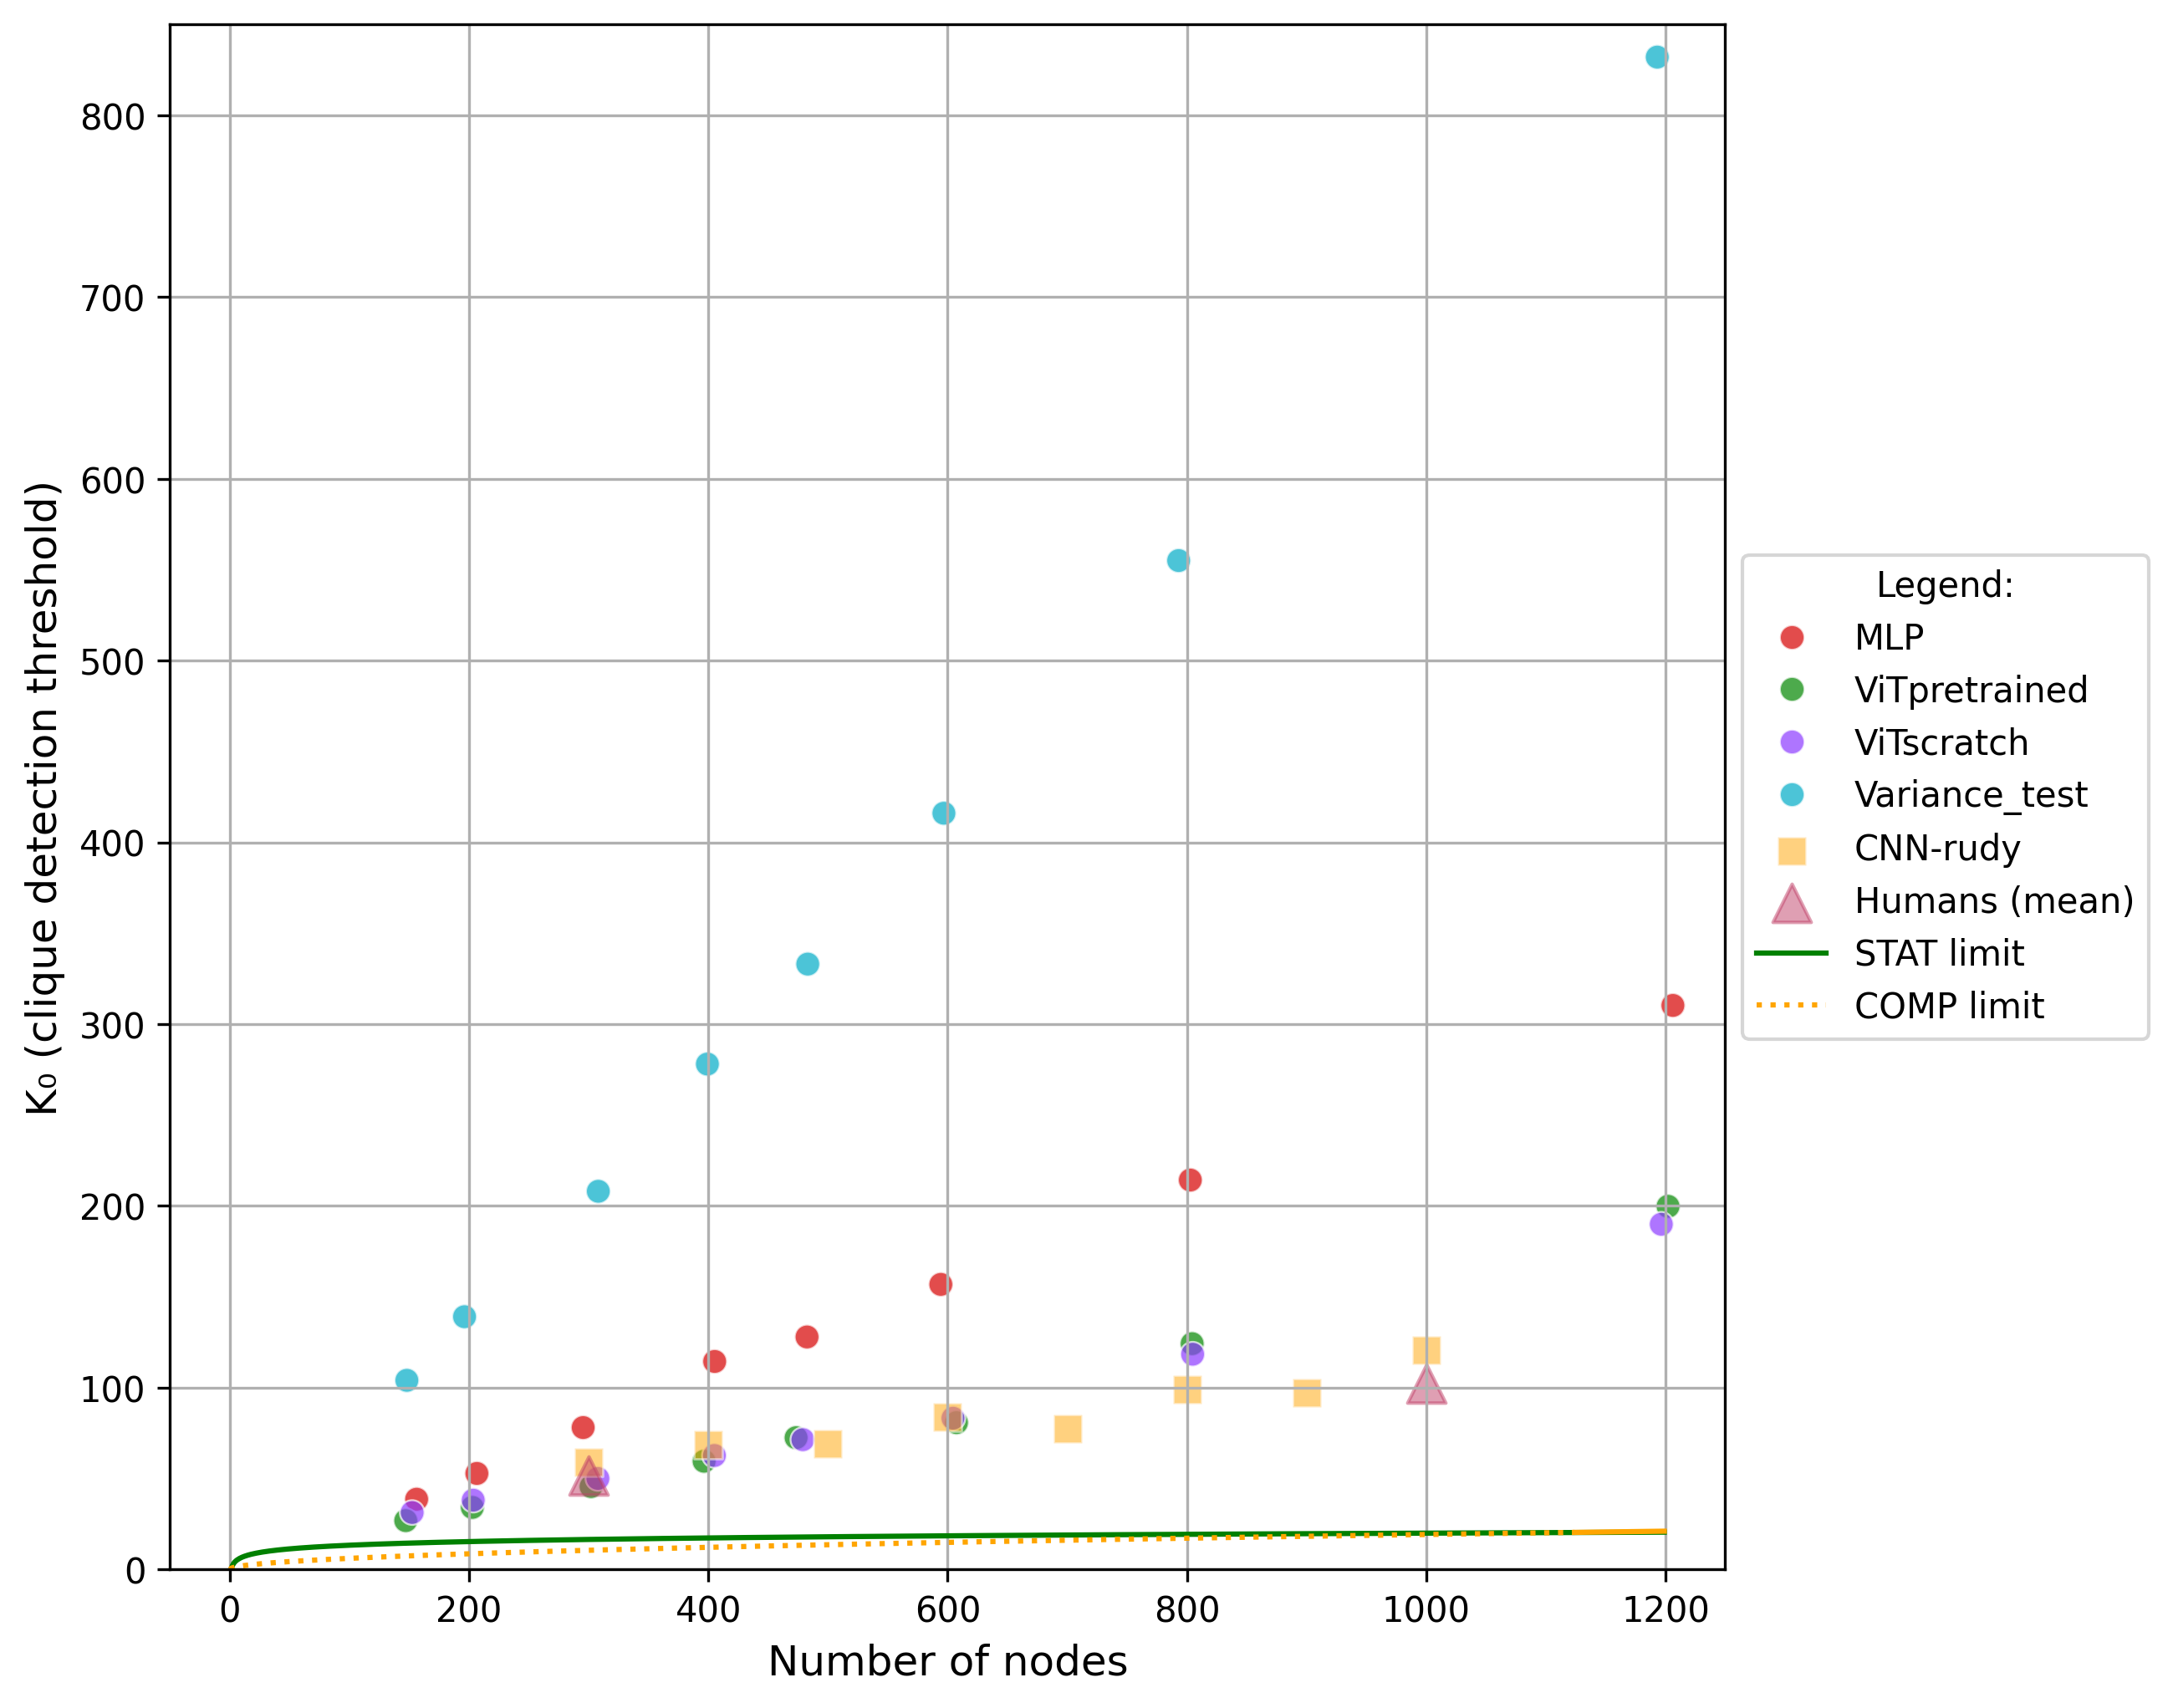 K₀ (clique detection threshold)
800
700
600
500
400
300
200
100
0
0 200 400 600 800 1000 1200
Number of nodes
Legend:
MLP
ViTpretrained
ViTscratch
Variance_test
CNN-rudy
Humans (mean)
STAT limit
COMP limit